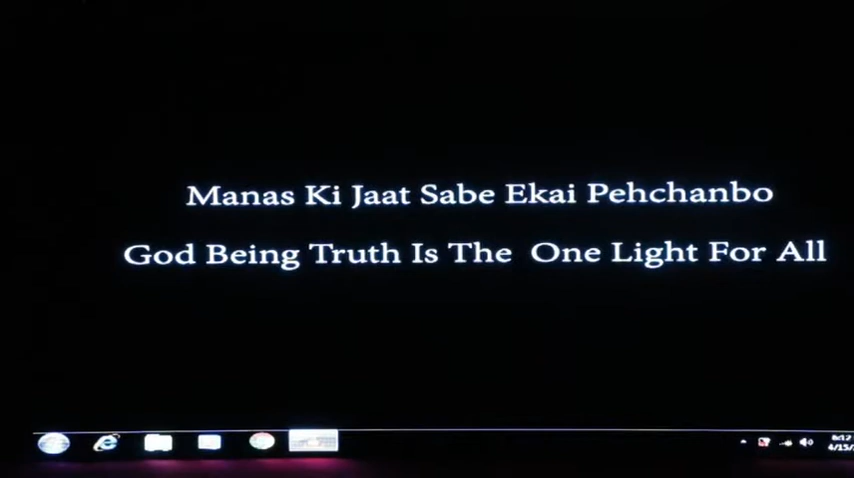 Manas Ki Jaat Sabe Ekai Pehchanbo
God Being Truth Is The One Light For All